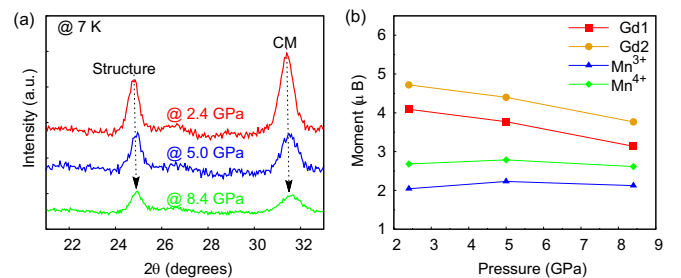 (a)
@ 7 K
CM
Structure
@ 2.4 GPa
@ 5.0 GPa
@ 8.4 GPa
Intensity (a.u.)
22 24 26 28 30 32
2θ (degrees)
(b)
Gd1
Gd2
Mn3+
Mn4+
Moment (μ B)
7
6
5
4
3
2
1
2 3 4 5 6 7 8 9
Pressure (GPa)